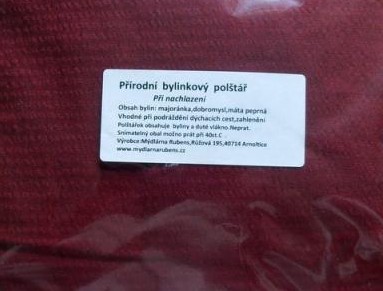 Přírodní bylinkový polštář
Při nachlazení
Obsah bylin: majoránka,dobromysl,máta peprná
Vhodné při podráždění dýchacích cest,zahlenění
Polštářek obsahuje byliny a duté vlákno.Neprat.
Snímatelný obal možno prát při 40st.C
Výrobce:Mýdlárna Rubens,Růžová 195,40714 Arnoltice
www.mydlarnarubens.cz